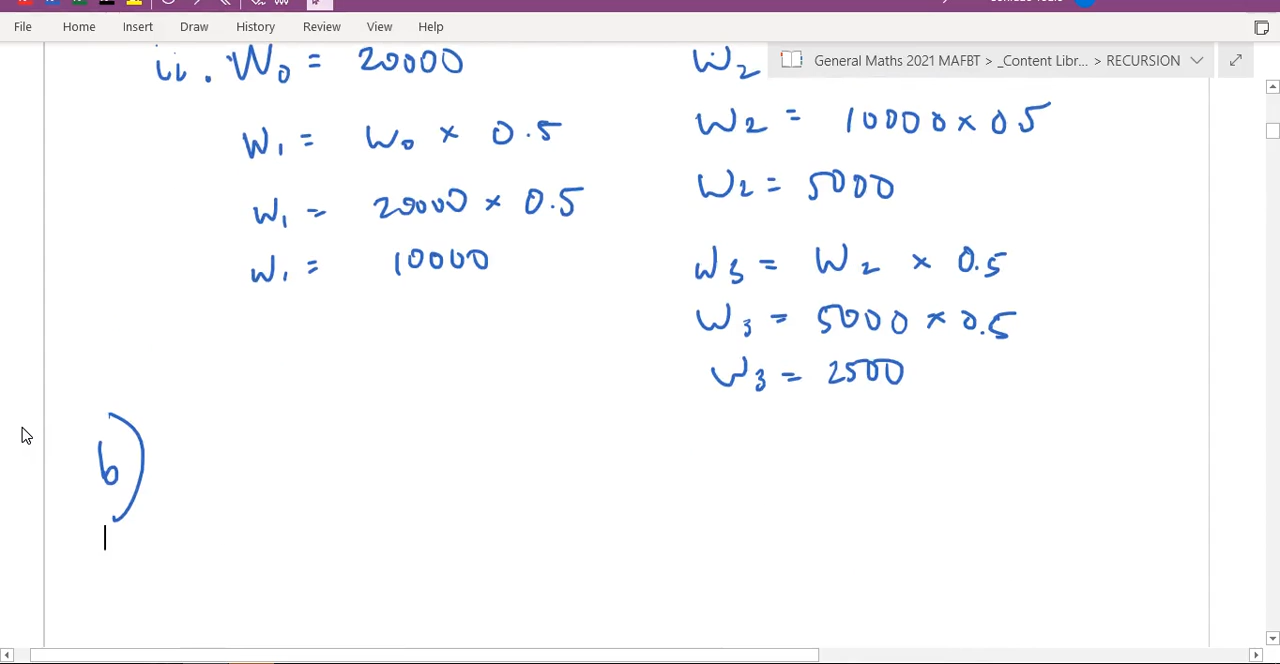 File Home Insert Draw History Review View Help
General Maths 2021 MAFBT > _Content Libr... > RECURSION
ii. W₀ = 20000
W₁ = W₀ × 0.5
W₁ = 20000 × 0.5
W₁ = 10000
W₂
W₂ = 10000 × 0.5
W₂ = 5000
W₃ = W₂ × 0.5
W₃ = 5000 × 0.5
W₃ = 2500
b)